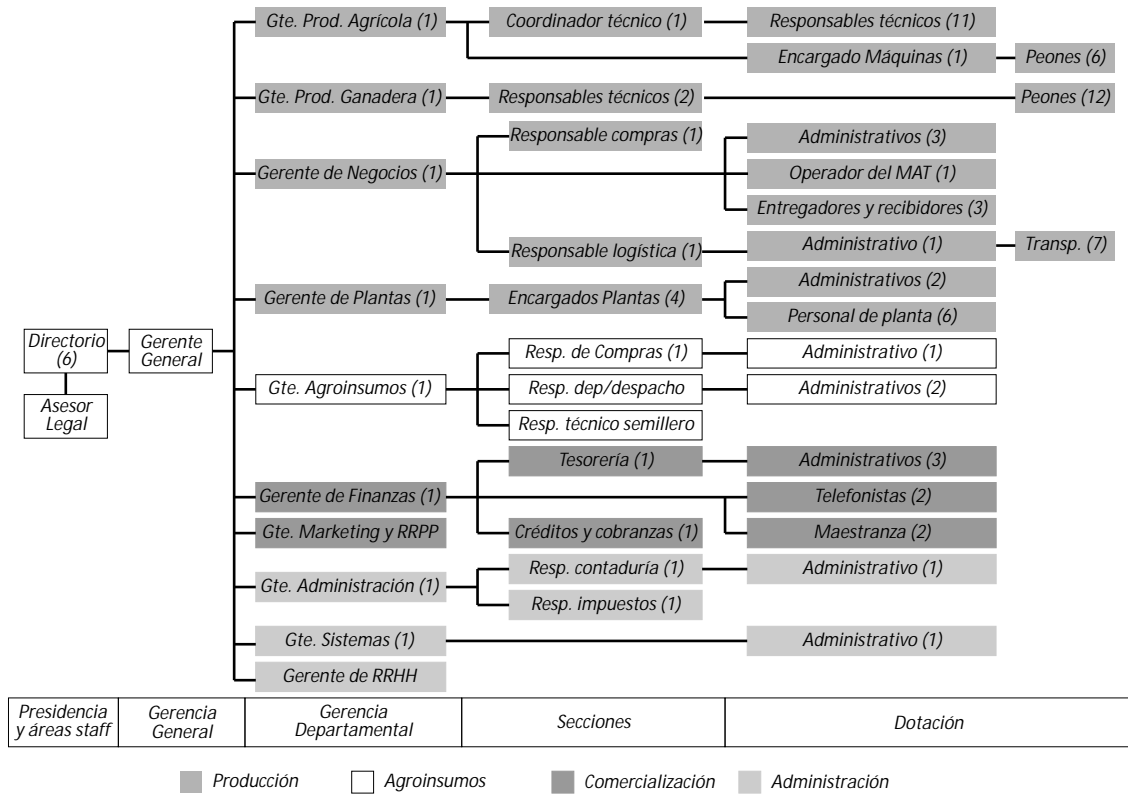 Gte. Prod. Agrícola (1)
Coordinador técnico (1)
Responsables técnicos (11)
Encargado Máquinas (1)
Peones (6)
Gte. Prod. Ganadera (1)
Responsables técnicos (2)
Peones (12)
Responsable compras (1)
Administrativos (3)
Gerente de Negocios (1)
Operador del MAT (1)
Entregadores y recibidores (3)
Responsable logística (1)
Administrativo (1)
Transp. (7)
Administrativos (2)
Gerente de Plantas (1)
Encargados Plantas (4)
Personal de planta (6)
Directorio
(6)
Gerente
General
Asesor
Legal
Resp. de Compras (1)
Administrativo (1)
Gte. Agroinsumos (1)
Resp. dep/despacho
Administrativos (2)
Resp. técnico semillero
Tesorería (1)
Administrativos (3)
Gerente de Finanzas (1)
Telefonistas (2)
Gte. Marketing y RRPP
Créditos y cobranzas (1)
Maestranza (2)
Resp. contaduría (1)
Administrativo (1)
Gte. Administración (1)
Resp. impuestos (1)
Gte. Sistemas (1)
Administrativo (1)
Gerente de RRHH
Presidencia
y áreas staff
Gerencia
General
Gerencia
Departamental
Secciones
Dotación
Producción
Agroinsumos
Comercialización
Administración